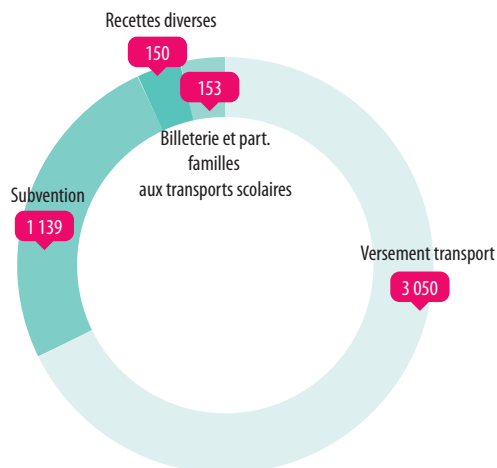 Recettes diverses
150
153
Billeterie et part.
familles
aux transports scolaires
Subvention
1 139
Versement transport
3 050